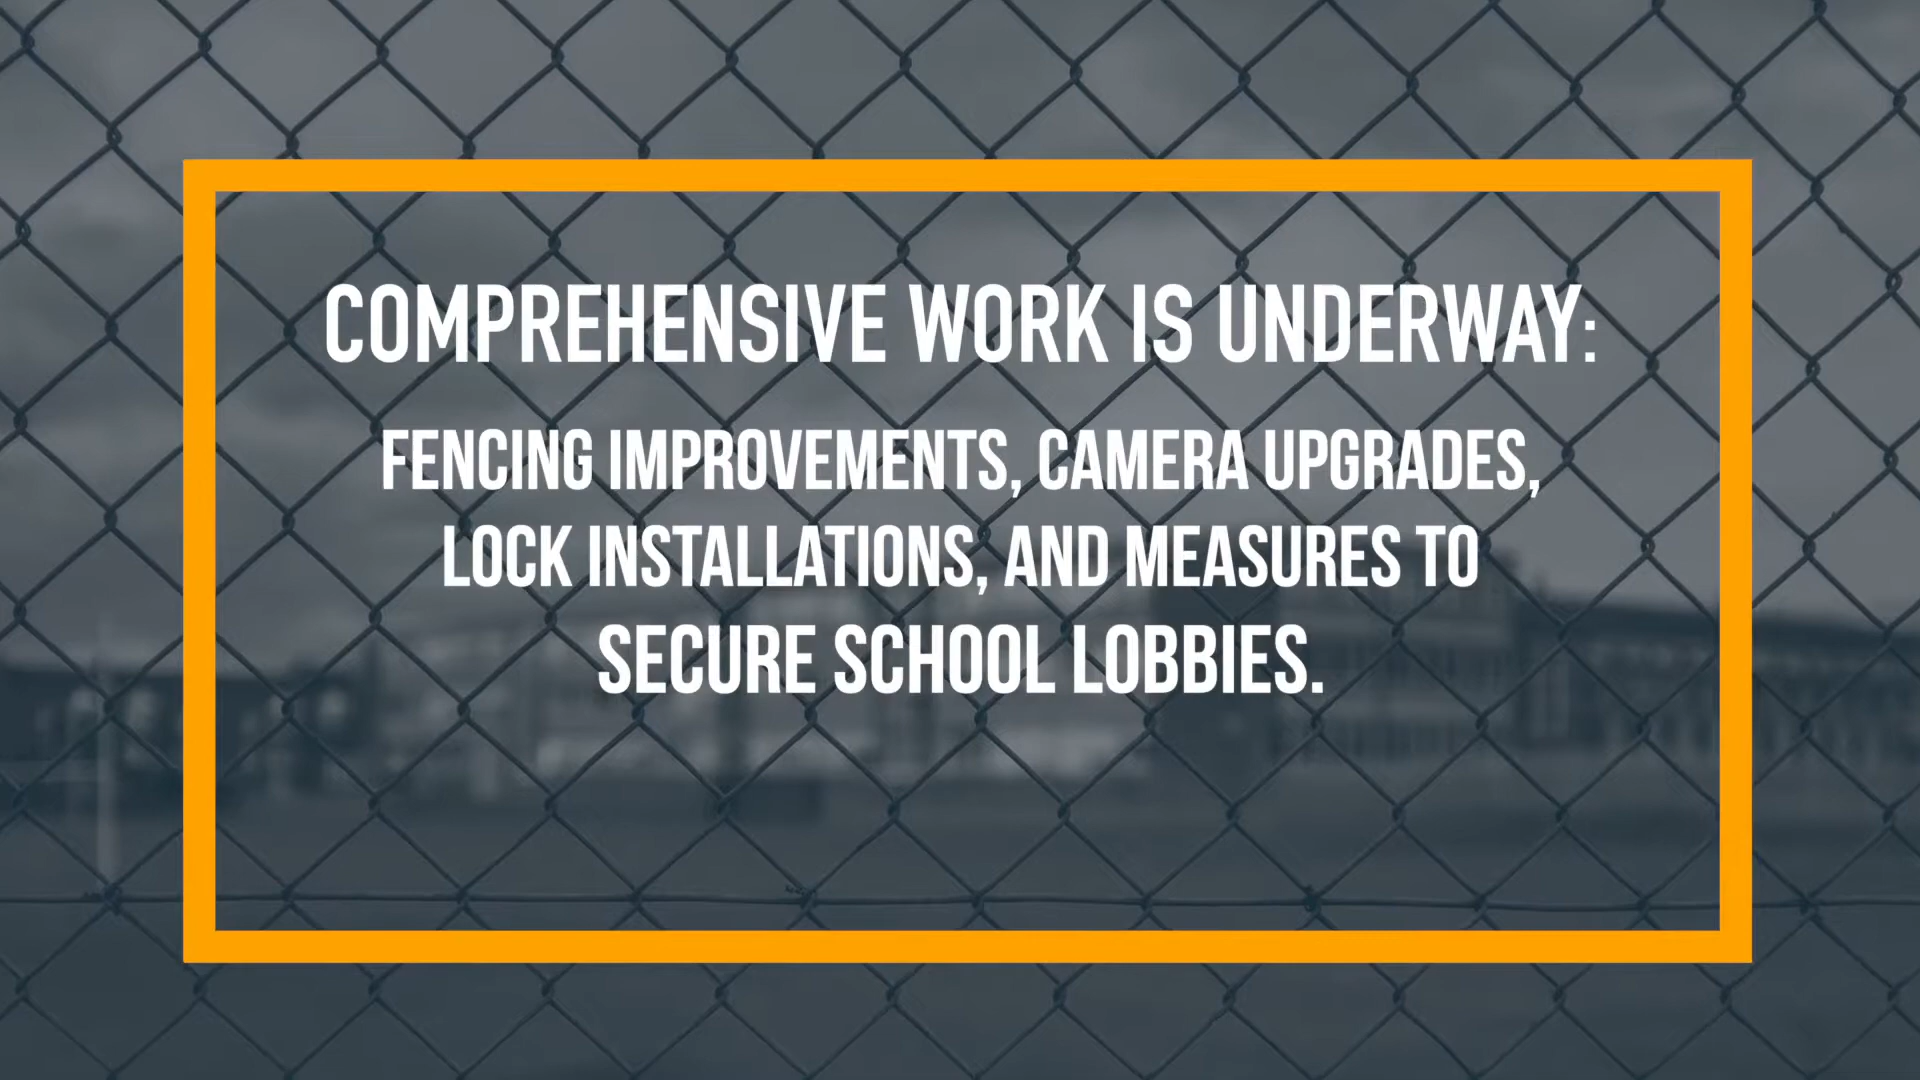 COMPREHENSIVE WORK IS UNDERWAY:
FENCING IMPROVEMENTS, CAMERA UPGRADES,
LOCK INSTALLATIONS, AND MEASURES TO
SECURE SCHOOL LOBBIES.